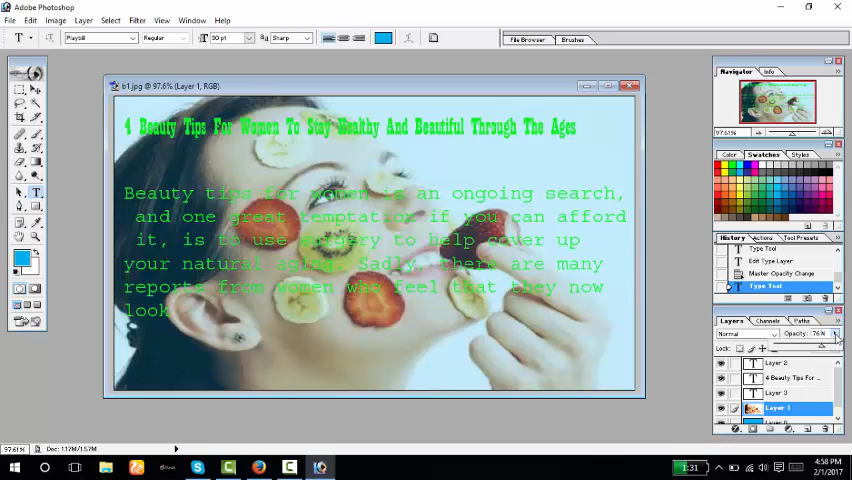 Adobe Photoshop
File Edit Image Layer Select Filter View Window Help
T Playbill Regular T 30 pt aa Sharp File Browser Brushes
b1.jpg @ 97.6% (Layer 1, RGB)
4 Beauty Tips For Women To Stay Healthy And Beautiful Through The Ages
Beauty tips for women is an ongoing search,
and one great temptation if you can afford
it, is to use surgery to help cover up
your natural aging. Sadly, there are many
reports from women who feel that they now
look
Navigator Info
97.61%
Color Swatches Styles
History Actions Tool Presets
Type Tool
Edit Type Layer
Master Opacity Change
Type Tool
Layers Channels Paths
Normal Opacity: 76%
Lock:
T Layer 2
T 4 Beauty Tips For ...
T Layer 3
Layer 1
Layer 0
97.61% Doc: 1.17M/1.57M
1:31
4:58 PM
2/1/2017